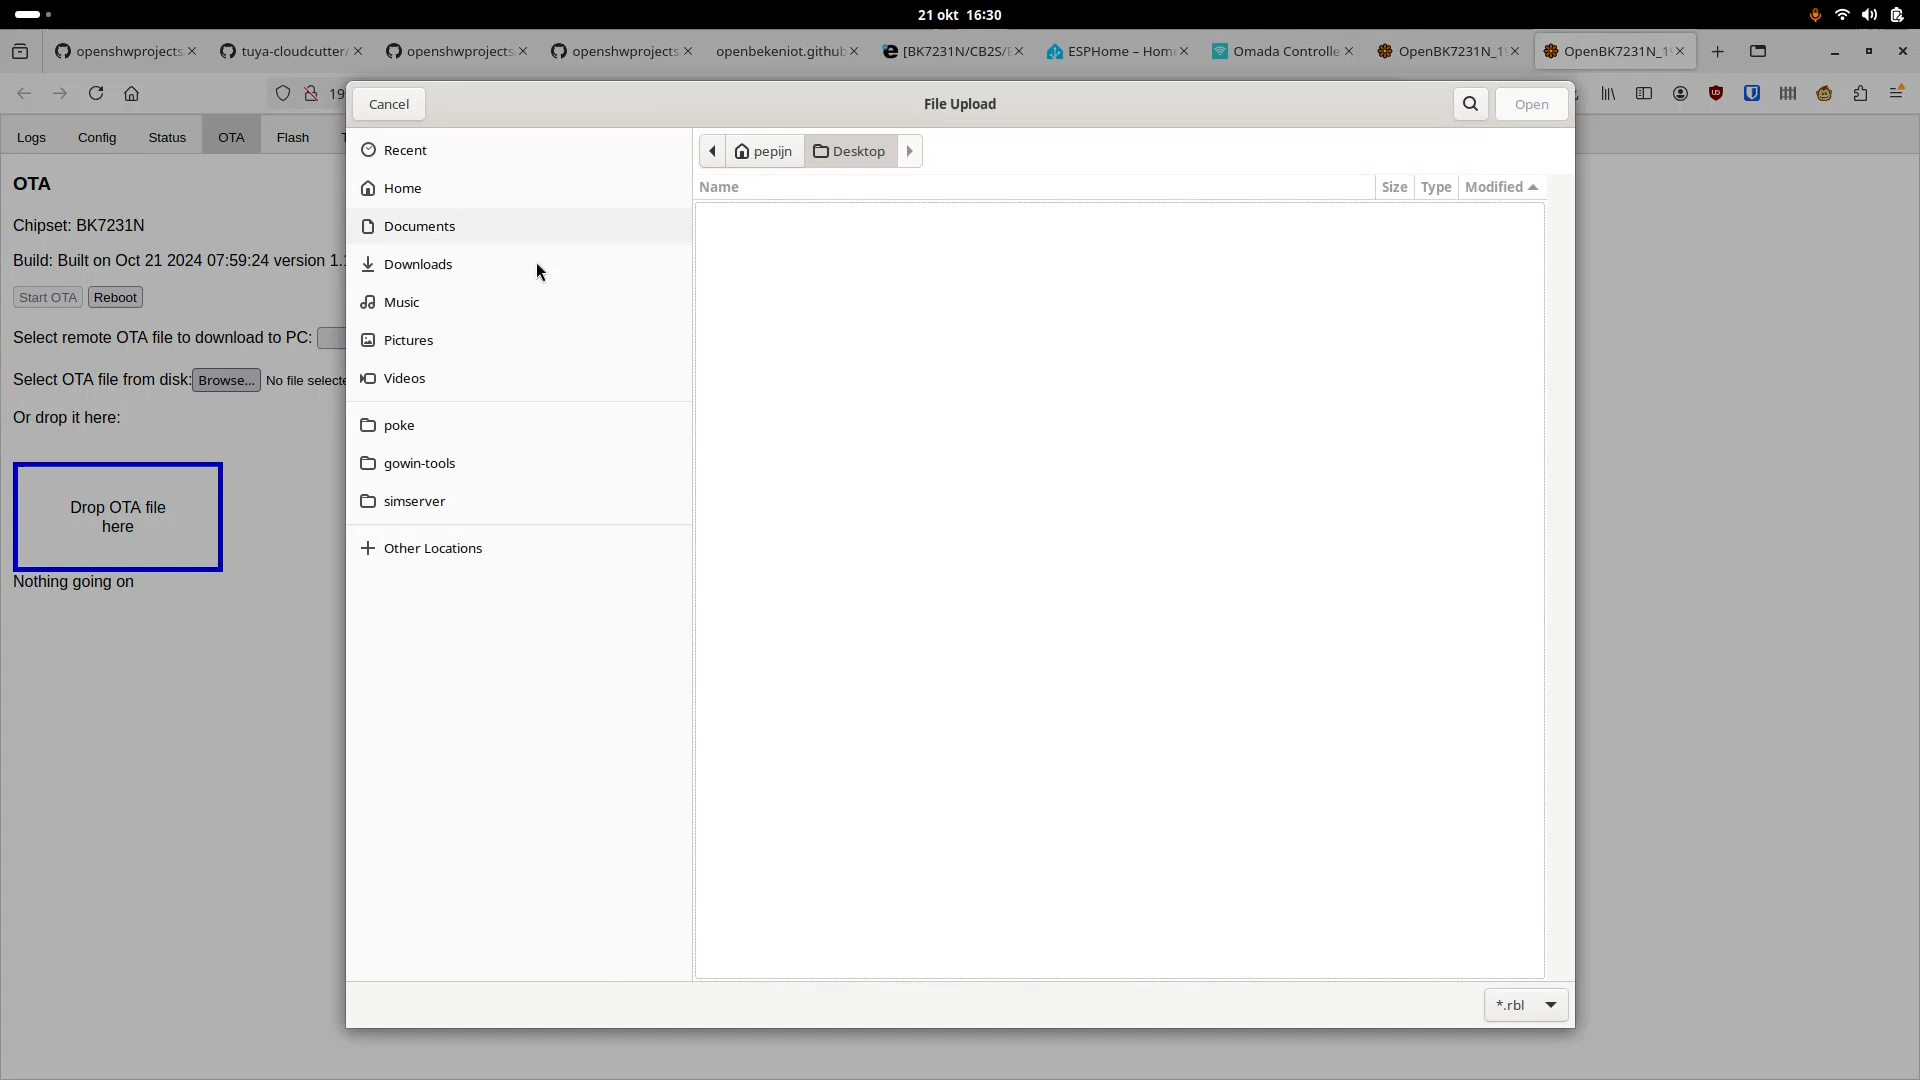 21 okt 16:30
openshwprojects
tuya-cloudcutter/
openshwprojects
openshwprojects
openbekeniot.github
[BK7231N/CB2S/
ESPHome – Hom
Omada Controlle
OpenBK7231N_1
OpenBK7231N_1
19
Cancel
File Upload
Open
Logs
Config
Status
OTA
Flash
OTA
Chipset: BK7231N
Build: Built on Oct 21 2024 07:59:24 version 1.
Start OTA
Reboot
Select remote OTA file to download to PC:
Select OTA file from disk:
Browse...
No file selecte
Or drop it here:
Drop OTA file
here
Nothing going on
Recent
Home
Documents
Downloads
Music
Pictures
Videos
poke
gowin-tools
simserver
Other Locations
pepijn
Desktop
Name
Size
Type
Modified
*.rbl